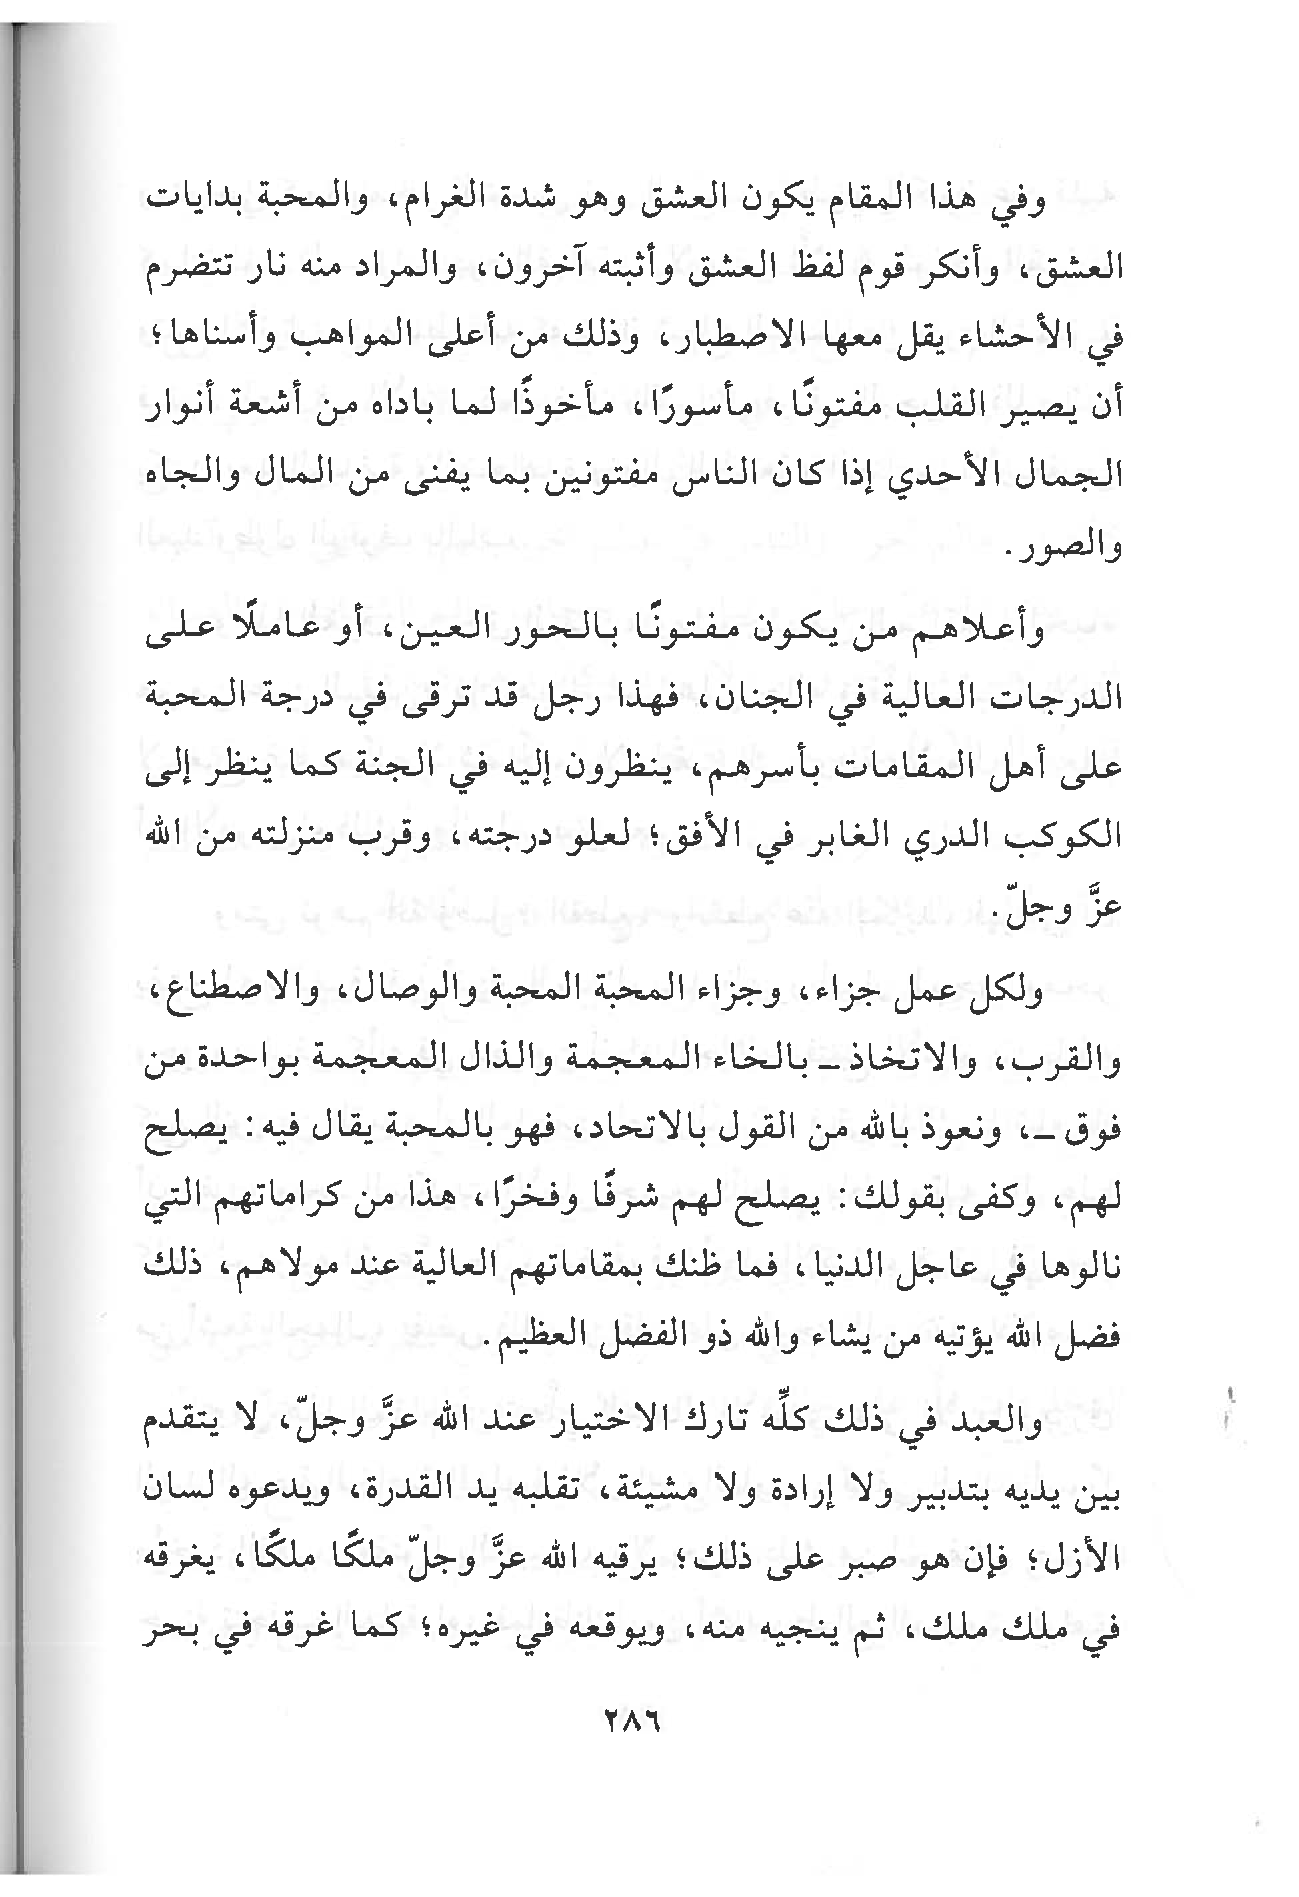 وفي هذا المقام يكون العشق وهو شدة الغرام، والمحبة بدايات
العشق، وأنكر قوم لفظ العشق وأثبته آخرون، والمراد منه نار تتضرم
في الأحشاء يقل معها الاصطبار، وذلك من أعلى المواهب وأسناها؛
أن يصير القلب مفتونًا، مأسورًا، مأخوذًا لما باداه من أشعة أنوار
الجمال الأحدي إذا كان الناس مفتونين بما يفنى من المال والجاه
والصور.
وأعلاهم من يكون مفتونًا بالحور العين، أو عاملًا على
الدرجات العالية في الجنان، فهذا رجل قد ترقى في درجة المحبة
على أهل المقامات بأسرهم، ينظرون إليه في الجنة كما ينظر إلى
الكوكب الدري الغابر في الأفق؛ لعلو درجته، وقرب منزلته من الله
عزَّ وجلّ.
ولكل عمل جزاء، وجزاء المحبة المحبة والوصال، والاصطناع،
والقرب، والاتخاذ ــ بالخاء المعجمة والذال المعجمة بواحدة من
فوق ــ، ونعوذ بالله من القول بالاتحاد، فهو بالمحبة يقال فيه: يصلح
لهم، وكفى بقولك: يصلح لهم شرفًا وفخرًا، هذا من كراماتهم التي
نالوها في عاجل الدنيا، فما ظنك بمقاماتهم العالية عند مولاهم، ذلك
فضل الله يؤتيه من يشاء والله ذو الفضل العظيم.
والعبد في ذلك كلِّه تارك الاختيار عند الله عزَّ وجلّ، لا يتقدم
بين يديه بتدبير ولا إرادة ولا مشيئة، تقلبه يد القدرة، ويدعوه لسان
الأزل؛ فإن هو صبر على ذلك؛ يرقيه الله عزَّ وجلّ ملكًا ملكًا، يغرقه
في ملك ملك، ثم ينجيه منه، ويوقعه في غيره؛ كما غرقه في بحر
٢٨٦